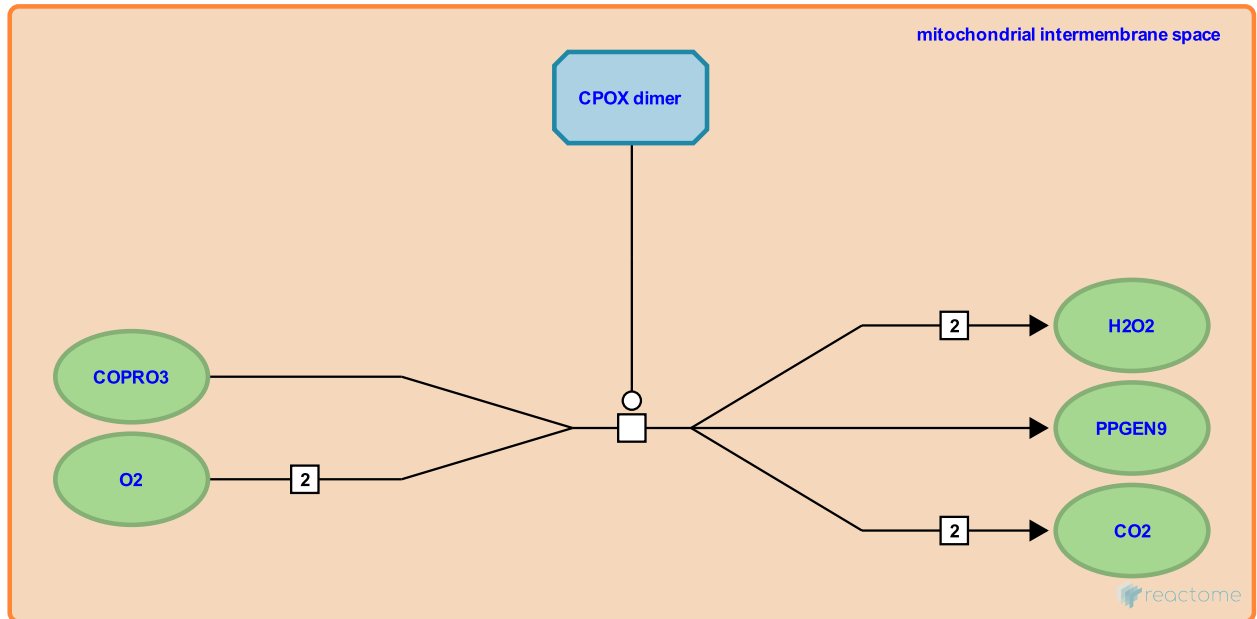 mitochondrial intermembrane space
CPOX dimer
COPRO3
O2
2
2
H2O2
PPGEN9
2
CO2
reactome